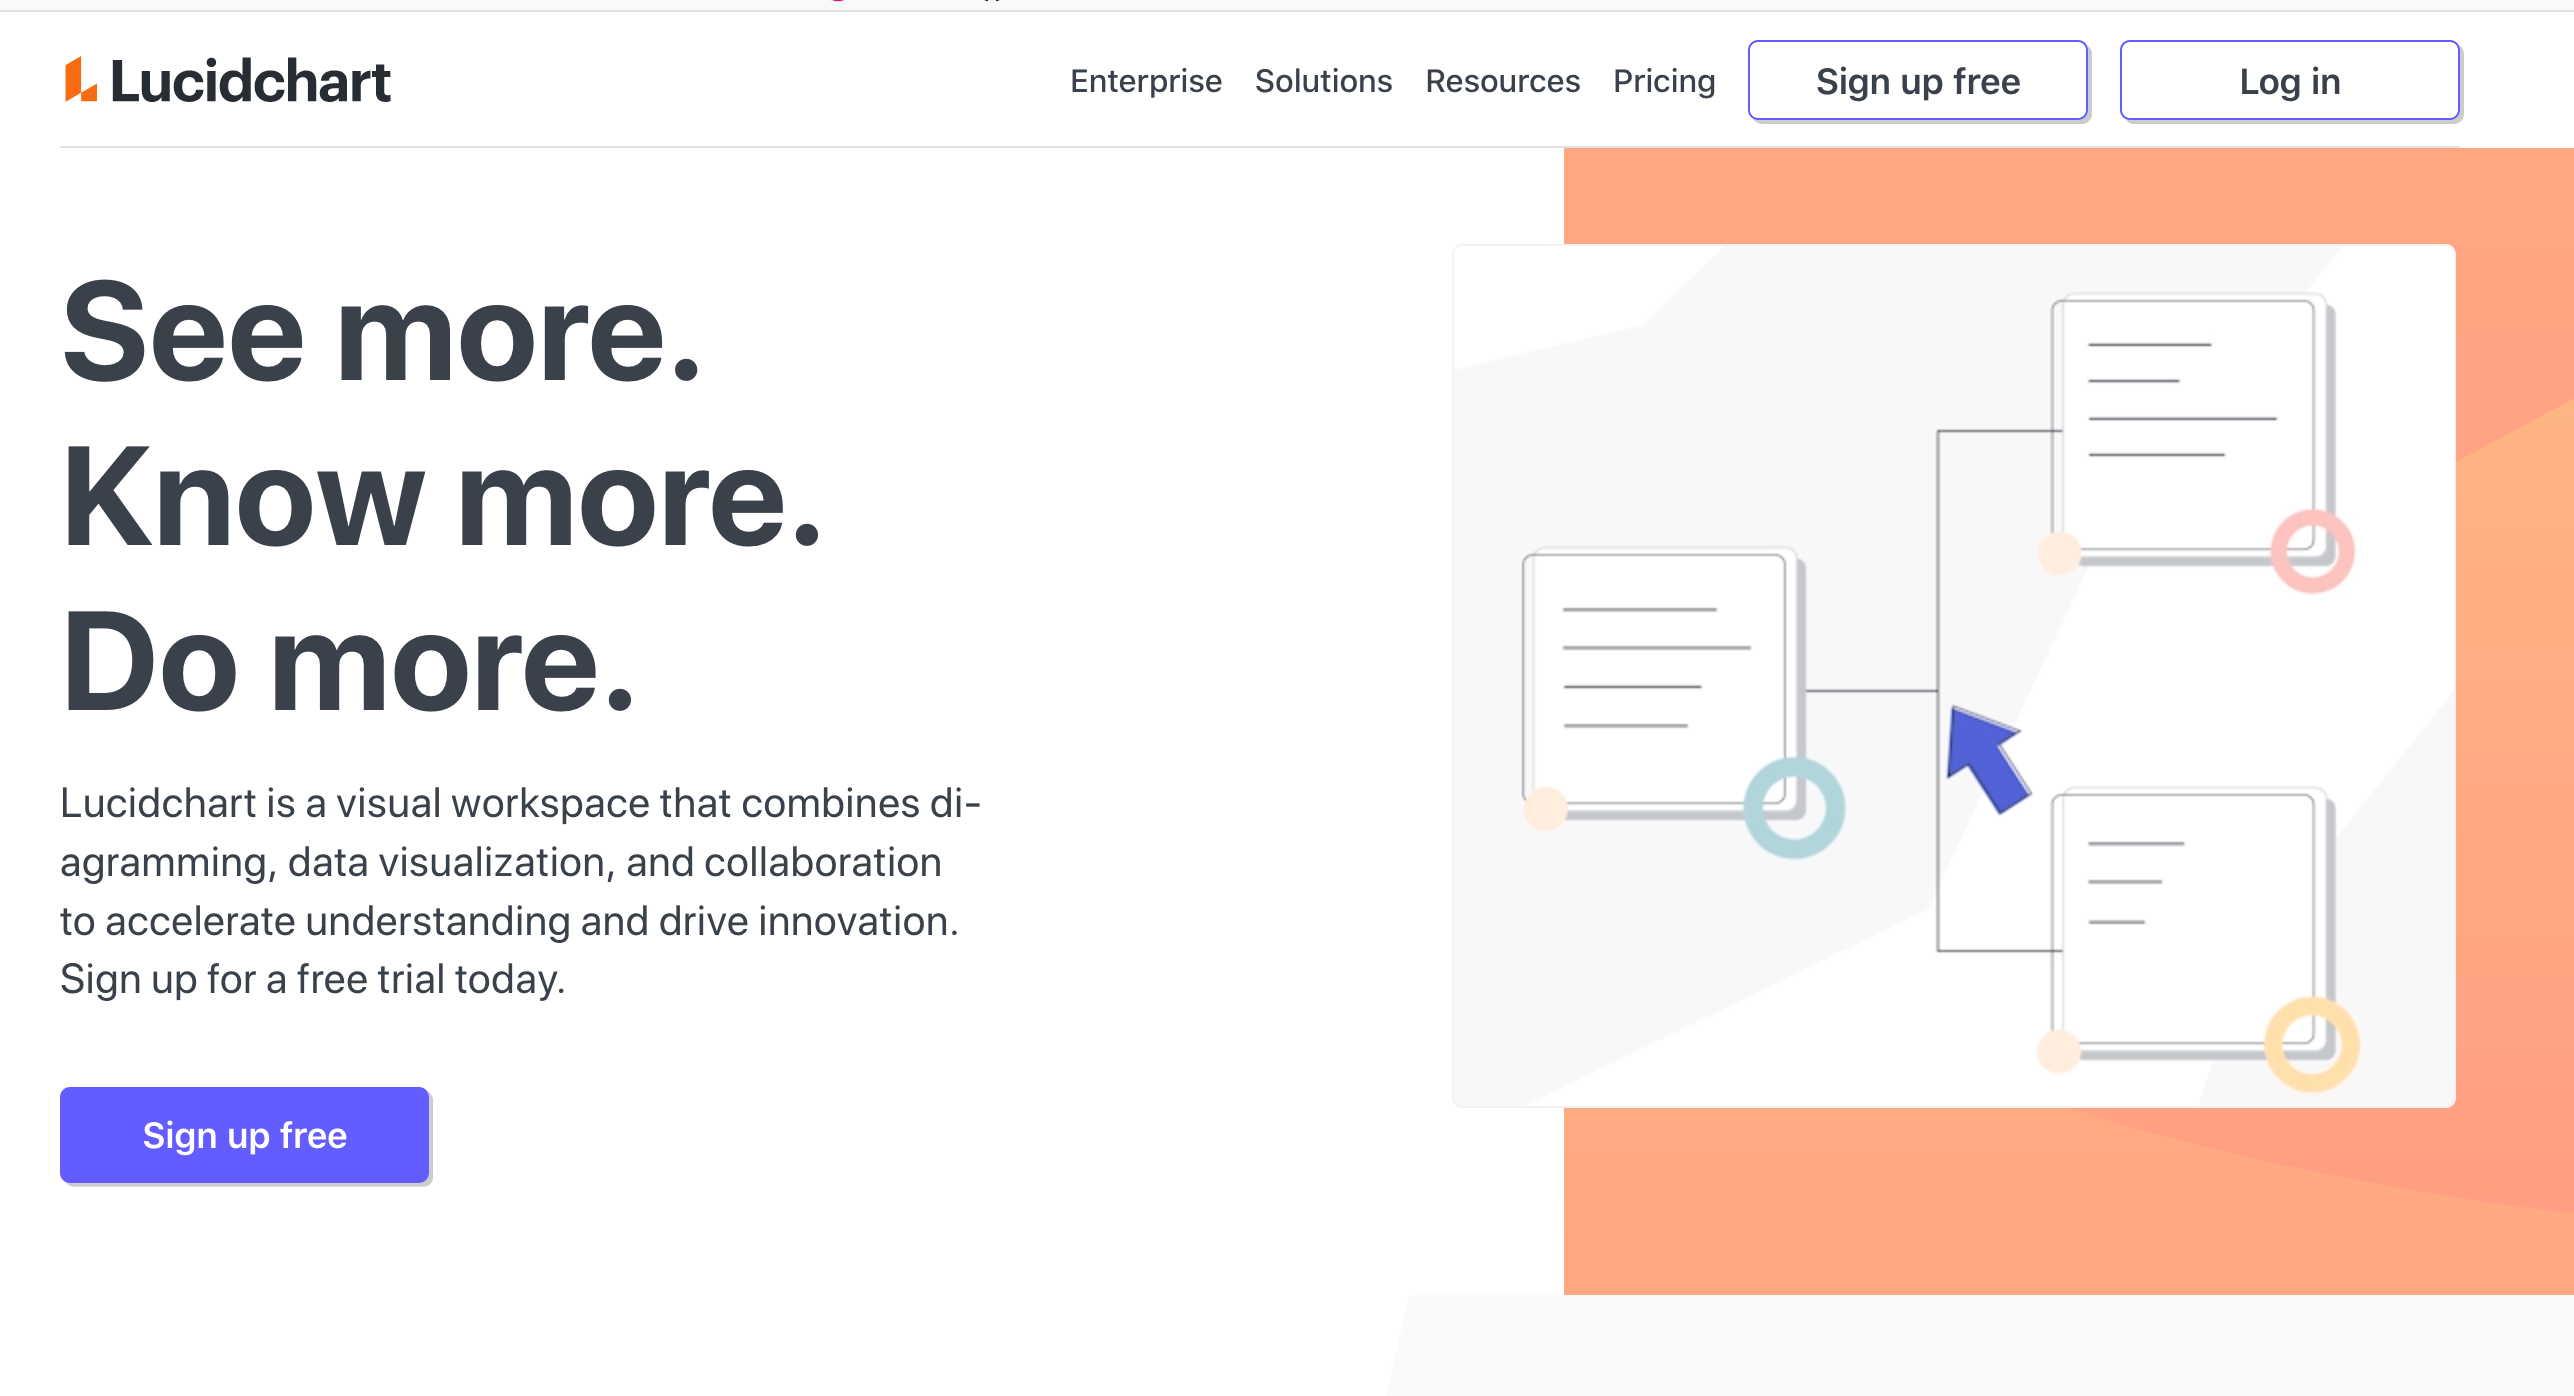 Lucidchart
Enterprise Solutions Resources Pricing Sign up free Log in
See more.
Know more.
Do more.
Lucidchart is a visual workspace that combines di-
agramming, data visualization, and collaboration
to accelerate understanding and drive innovation.
Sign up for a free trial today.
Sign up free